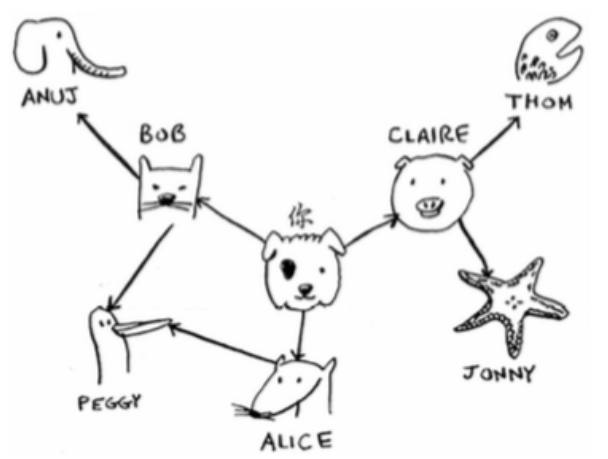 ANUJ
THOM
BOB
CLAIRE
你
JONNY
PEGGY
ALICE